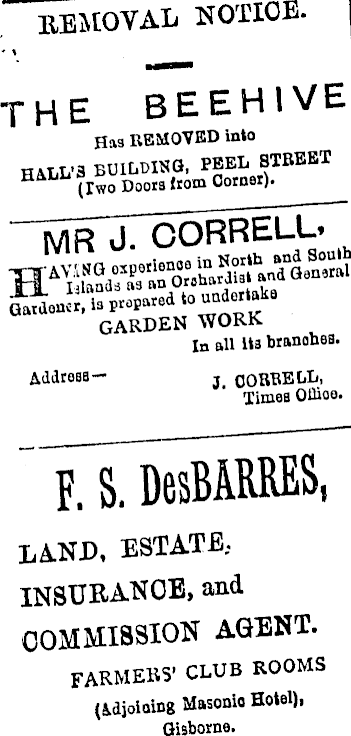 REMOVAL NOTICE.
THE BEEHIVE
Has REMOVED into
HALL'S BUILDING, PEEL STREET
(Two Doors from Corner).
MR J. CORRELL,
HAVING experience in North and South
Islands as an Orchardist and General
Gardener, is prepared to undertake
GARDEN WORK
In all its branches.
Address—
J. CORRELL,
Times Office.
F. S. DesBARRES,
LAND, ESTATE,
INSURANCE, and
COMMISSION AGENT.
FARMERS' CLUB ROOMS
(Adjoining Masonic Hotel),
Gisborne.